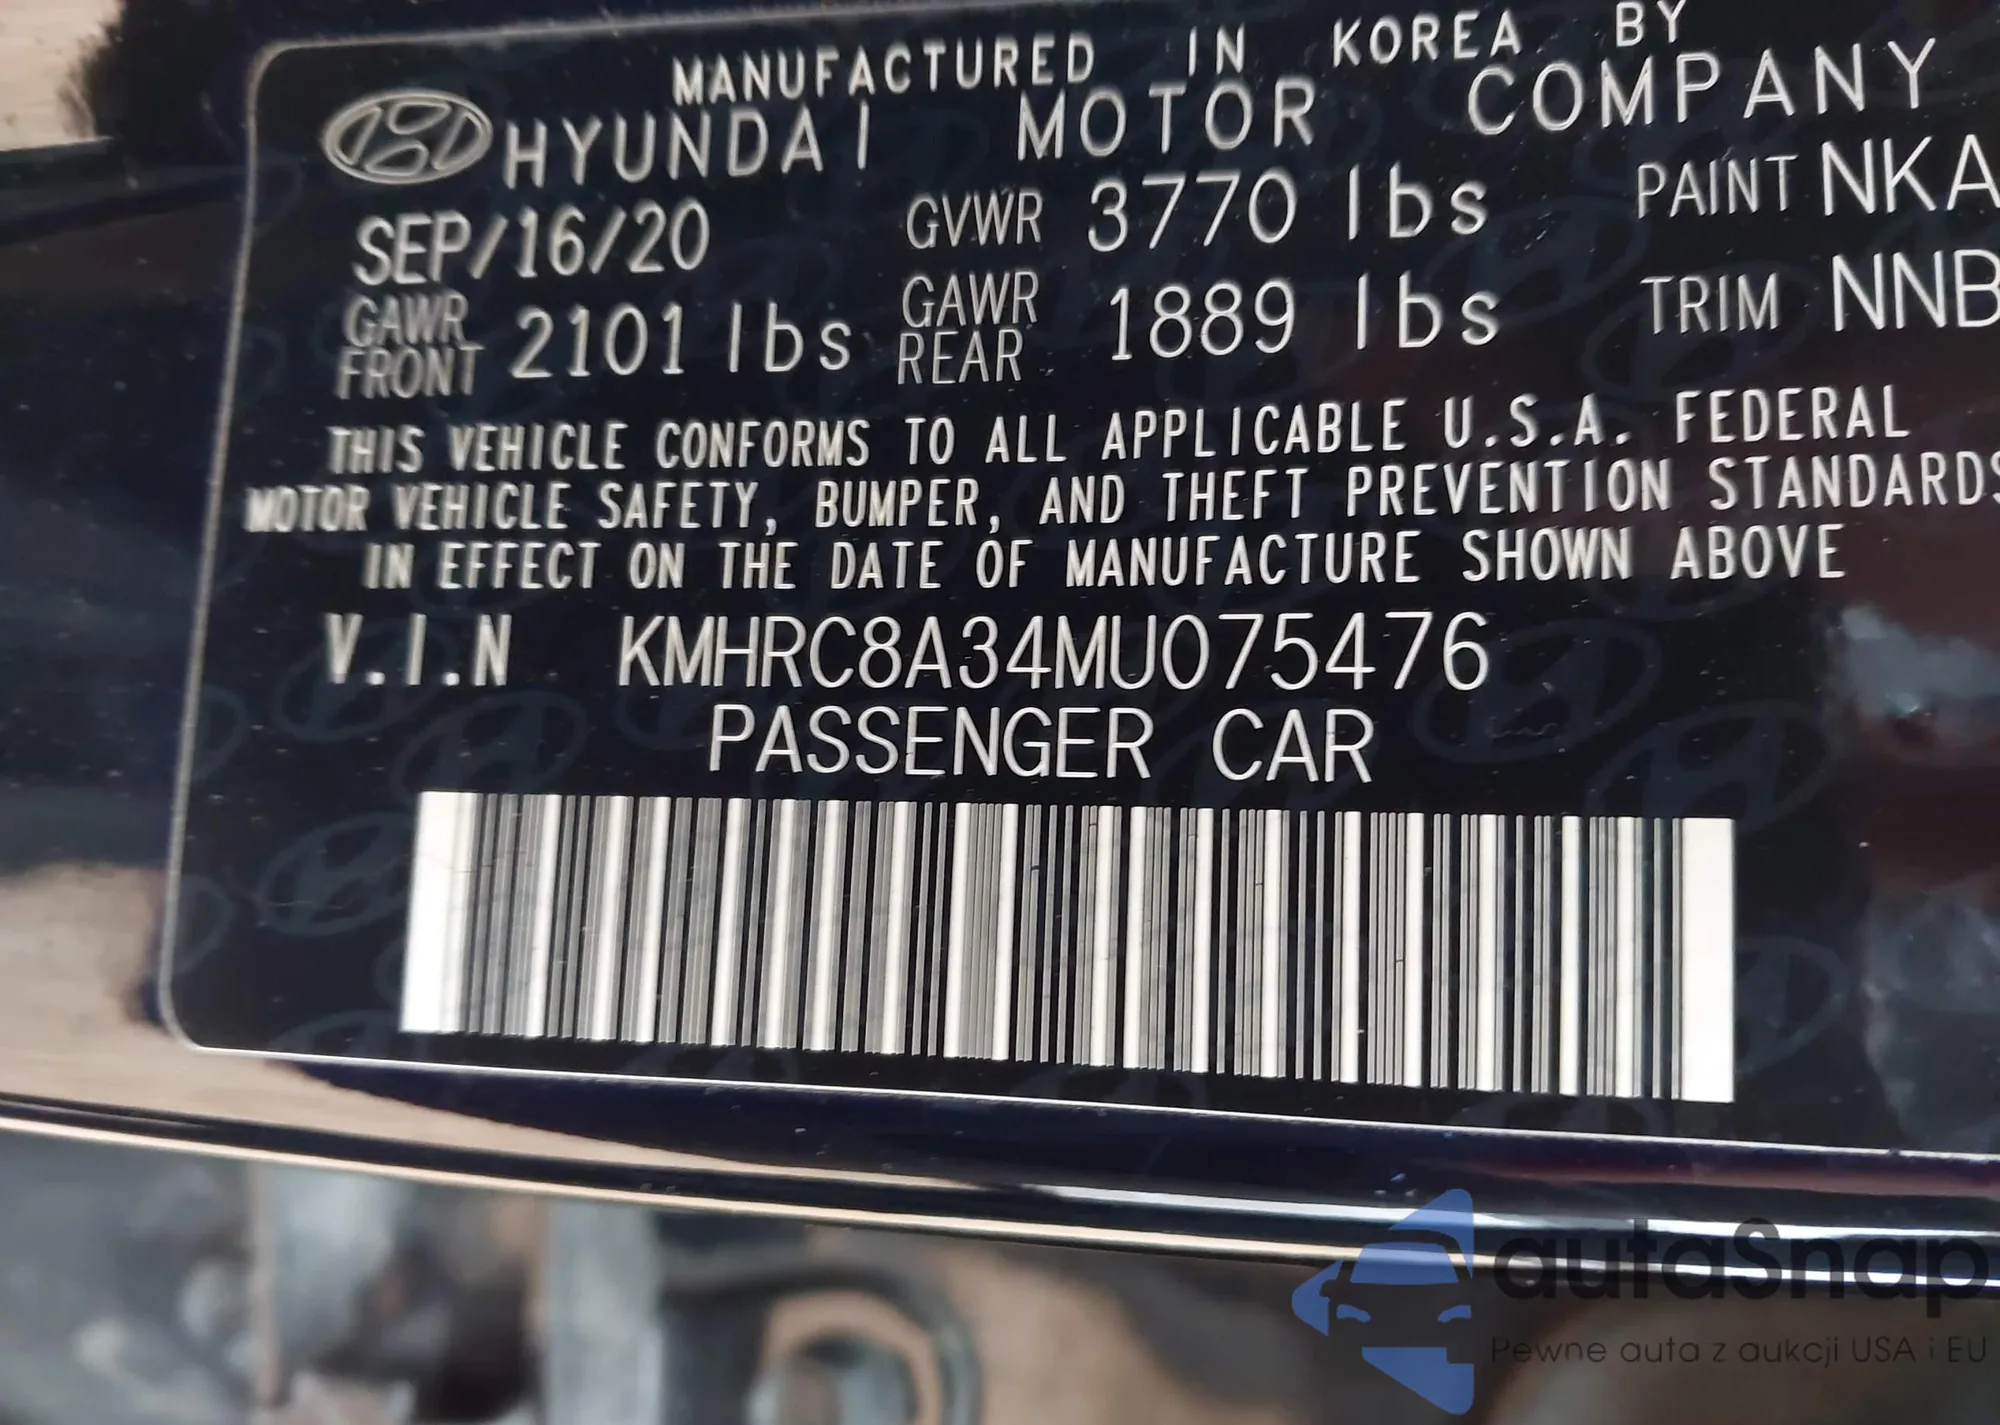 MANUFACTURED IN KOREA BY
HYUNDAI MOTOR COMPANY
SEP/16/20 GVWR 3770 lbs PAINT NKA
GAWR FRONT 2101 lbs GAWR REAR 1889 lbs TRIM NNB
THIS VEHICLE CONFORMS TO ALL APPLICABLE U.S.A. FEDERAL
MOTOR VEHICLE SAFETY, BUMPER, AND THEFT PREVENTION STANDARDS
IN EFFECT ON THE DATE OF MANUFACTURE SHOWN ABOVE
V.I.N KMHRC8A34MU075476
PASSENGER CAR
autaSnap
Pewne auta z aukcji USA i EU